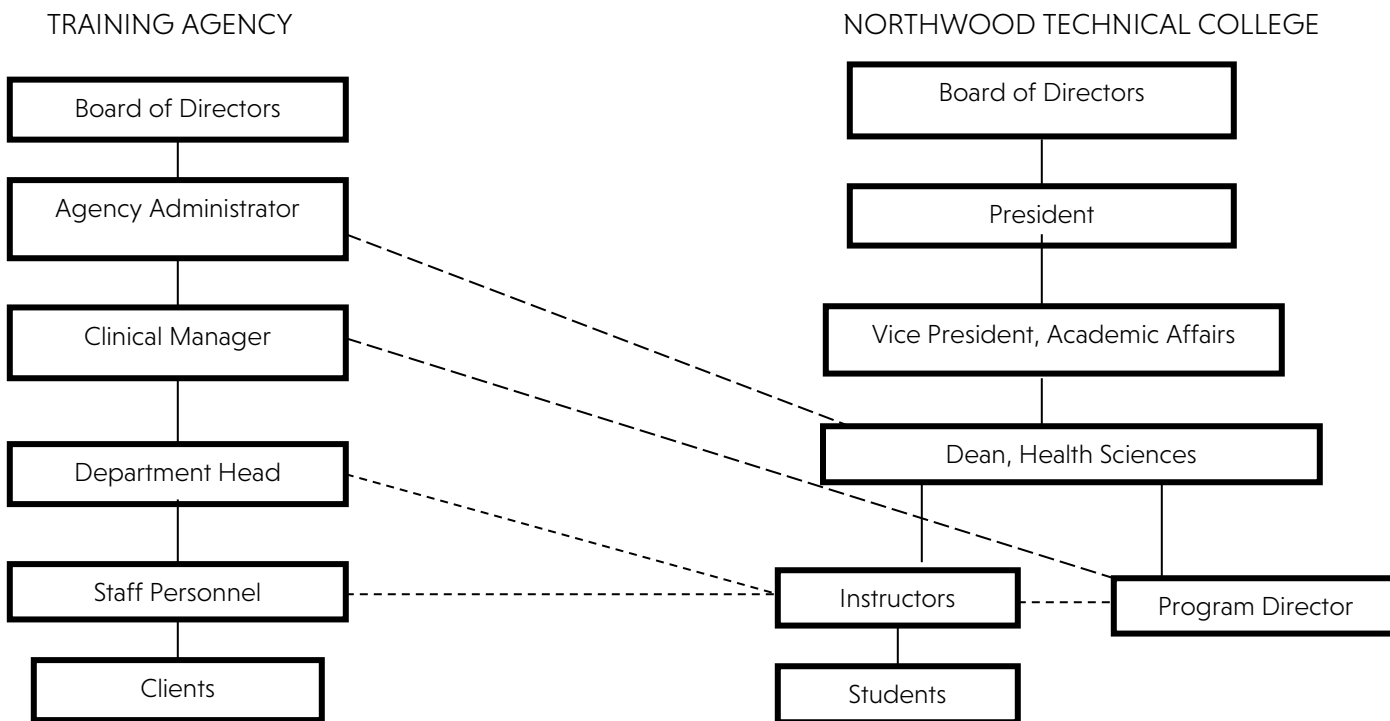 TRAINING AGENCY
Board of Directors
Agency Administrator
Clinical Manager
Department Head
Staff Personnel
Clients
NORTHWOOD TECHNICAL COLLEGE
Board of Directors
President
Vice President, Academic Affairs
Dean, Health Sciences
Instructors
Program Director
Students